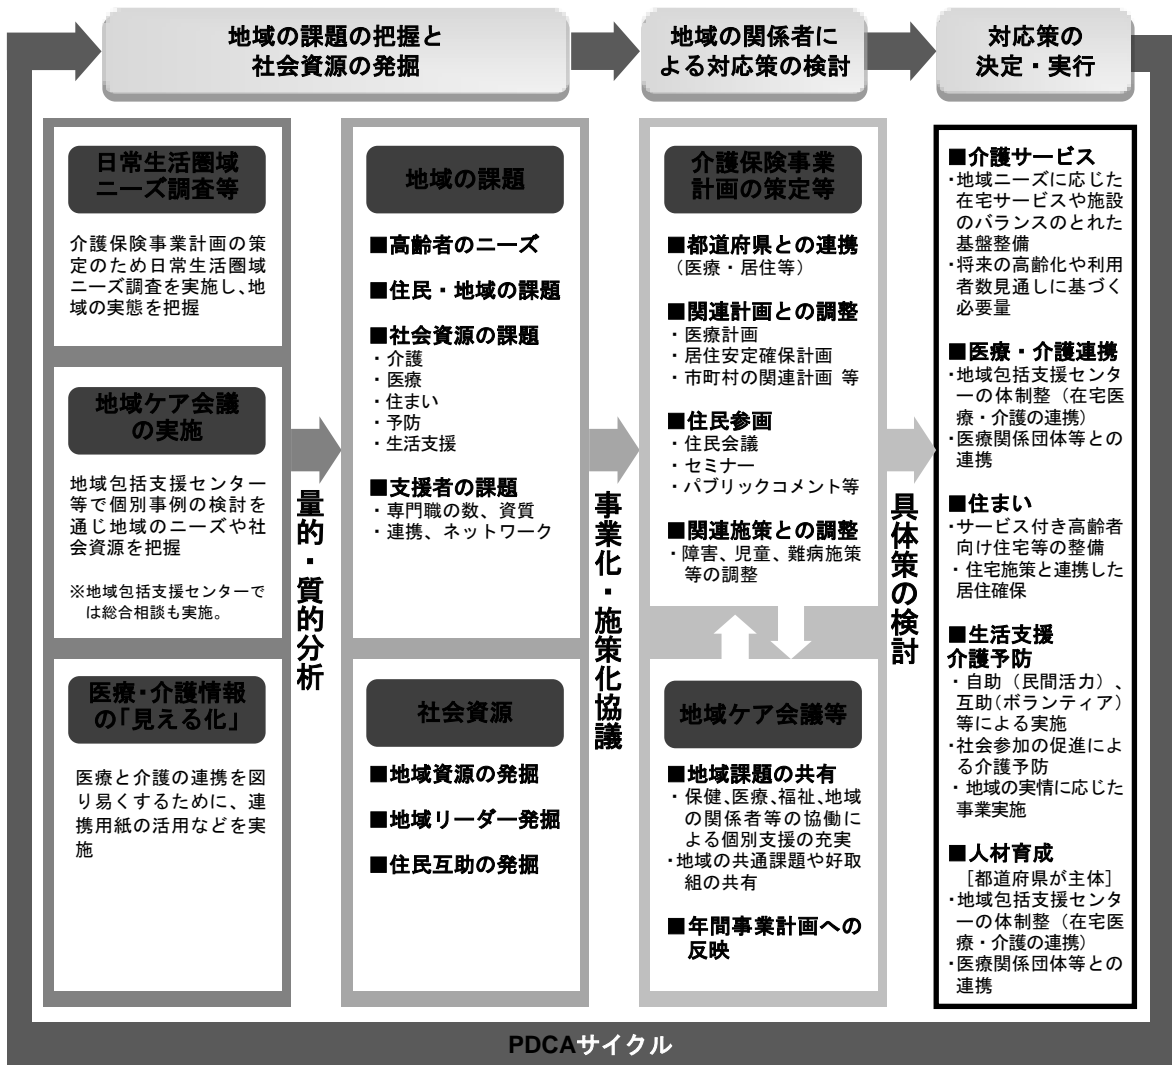 地域の課題の把握と
社会資源の発掘
地域の関係者に
よる対応策の検討
対応策の
決定・実行
日常生活圏域
ニーズ調査等
介護保険事業計画の策
定のため日常生活圏域
ニーズ調査を実施し、地
域の実態を把握
地域ケア会議
の実施
地域包括支援センター
等で個別事例の検討を
通じ地域のニーズや社
会資源を把握
※地域包括支援センターで
は総合相談も実施。
医療・介護情報
の「見える化」
医療と介護の連携を図
り易くするために、連
携用紙の活用などを実
施
量的・質的分析
地域の課題
■高齢者のニーズ
■住民・地域の課題
■社会資源の課題
・介護
・医療
・住まい
・予防
・生活支援
■支援者の課題
・専門職の数、資質
・連携、ネットワーク
社会資源
■地域資源の発掘
■地域リーダー発掘
■住民互助の発掘
事業化・施策化協議
介護保険事業
計画の策定等
■都道府県との連携
（医療・居住等）
■関連計画との調整
・医療計画
・居住安定確保計画
・市町村の関連計画 等
■住民参画
・住民会議
・セミナー
・パブリックコメント等
■関連施策との調整
・障害、児童、難病施策
等の調整
地域ケア会議等
■地域課題の共有
・保健、医療、福祉、地域
の関係者等の協働に
よる個別支援の充実
・地域の共通課題や好取
組の共有
■年間事業計画への
反映
具体策の検討
■介護サービス
・地域ニーズに応じた
在宅サービスや施設
のバランスのとれた
基盤整備
・将来の高齢化や利用
者数見通しに基づく
必要量
■医療・介護連携
・地域包括支援センタ
ーの体制整（在宅医
療・介護の連携）
・医療関係団体等との
連携
■住まい
・サービス付き高齢者
向け住宅等の整備
・住宅施策と連携した
居住確保
■生活支援
介護予防
・自助（民間活力）、
互助（ボランティア）
等による実施
・社会参加の促進によ
る介護予防
・地域の実情に応じた
事業実施
■人材育成
［都道府県が主体］
・地域包括支援センタ
ーの体制整（在宅医
療・介護の連携）
・医療関係団体等との
連携
PDCAサイクル